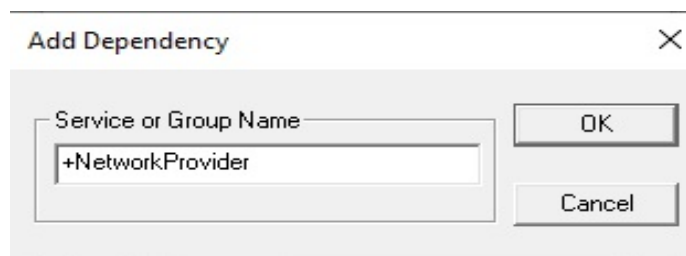 Add Dependency
Service or Group Name
+NetworkProvider
OK
Cancel